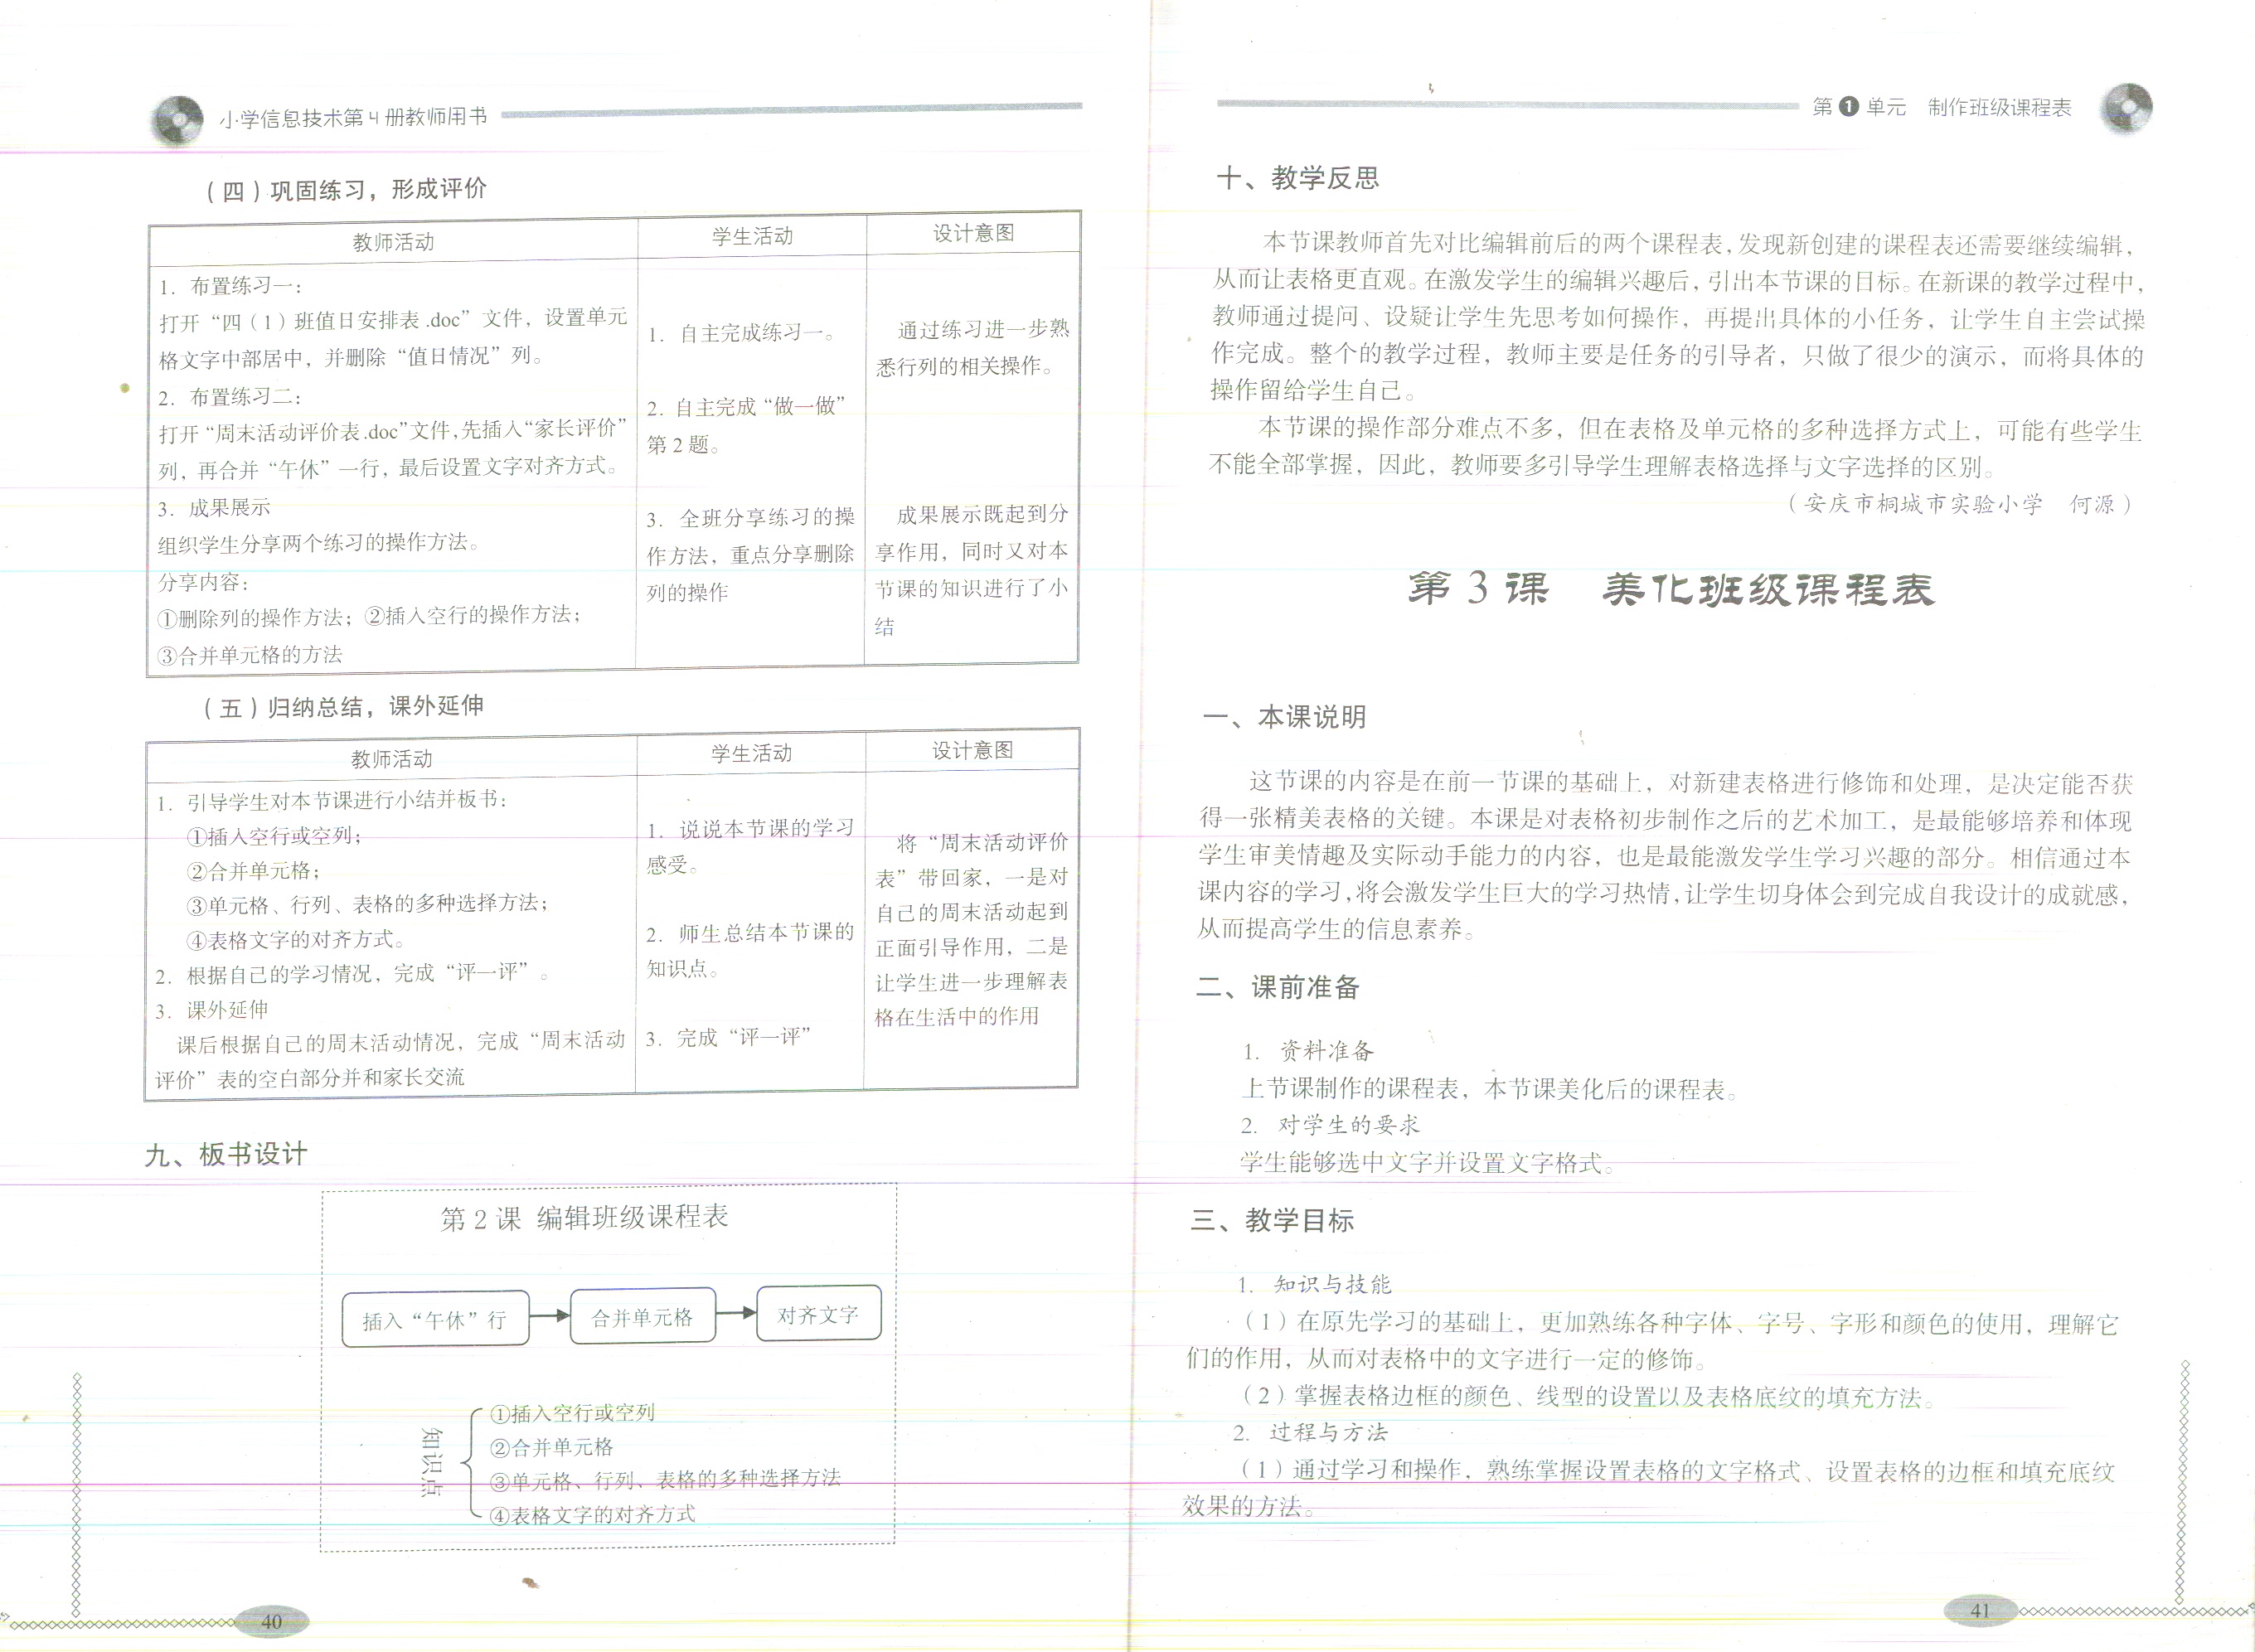 小学信息技术第4册教师用书
（四）巩固练习，形成评价
教师活动
学生活动
设计意图
1. 布置练习一：
打开“四（1）班值日安排表.doc”文件，设置单元
格文字中部居中，并删除“值日情况”列。
2. 布置练习二：
打开“周末活动评价表.doc”文件，先插入“家长评价”
列，再合并“午休”一行，最后设置文字对齐方式。
3. 成果展示
组织学生分享两个练习的操作方法。
分享内容：
①删除列的操作方法；②插入空行的操作方法；
③合并单元格的方法
1. 自主完成练习一。
2. 自主完成“做一做”
第2题。
3. 全班分享练习的操
作方法，重点分享删除
列的操作
通过练习进一步熟
悉行列的相关操作。
成果展示既起到分
享作用，同时又对本
节课的知识进行了小
结
（五）归纳总结，课外延伸
教师活动
学生活动
设计意图
1. 引导学生对本节课进行小结并板书：
①插入空行或空列；
②合并单元格；
③单元格、行列、表格的多种选择方法；
④表格文字的对齐方式。
2. 根据自己的学习情况，完成“评一评”。
3. 课外延伸
课后根据自己的周末活动情况，完成“周末活动
评价”表的空白部分并和家长交流
1. 说说本节课的学习
感受。
2. 师生总结本节课的
知识点。
3. 完成“评一评”
将“周末活动评价
表”带回家，一是对
自己的周末活动起到
正面引导作用，二是
让学生进一步理解表
格在生活中的作用
九、板书设计
第2课 编辑班级课程表
插入“午休”行
合并单元格
对齐文字
知识点
①插入空行或空列
②合并单元格
③单元格、行列、表格的多种选择方法
④表格文字的对齐方式
40
第1单元 制作班级课程表
十、教学反思
本节课教师首先对比编辑前后的两个课程表，发现新创建的课程表还需要继续编辑，
从而让表格更直观。在激发学生的编辑兴趣后，引出本节课的目标。在新课的教学过程中，
教师通过提问、设疑让学生先思考如何操作，再提出具体的小任务，让学生自主尝试操
作完成。整个的教学过程，教师主要是任务的引导者，只做了很少的演示，而将具体的
操作留给学生自己。
本节课的操作部分难点不多，但在表格及单元格的多种选择方式上，可能有些学生
不能全部掌握，因此，教师要多引导学生理解表格选择与文字选择的区别。
（安庆市桐城市实验小学 何源）
第3课 美化班级课程表
一、本课说明
这节课的内容是在前一节课的基础上，对新建表格进行修饰和处理，是决定能否获
得一张精美表格的关键。本课是对表格初步制作之后的艺术加工，是最能够培养和体现
学生审美情趣及实际动手能力的内容，也是最能激发学生学习兴趣的部分。相信通过本
课内容的学习，将会激发学生巨大的学习热情，让学生切身体会到完成自我设计的成就感，
从而提高学生的信息素养。
二、课前准备
1. 资料准备
上节课制作的课程表，本节课美化后的课程表。
2. 对学生的要求
学生能够选中文字并设置文字格式。
三、教学目标
1. 知识与技能
（1）在原先学习的基础上，更加熟练各种字体、字号、字形和颜色的使用，理解它
们的作用，从而对表格中的文字进行一定的修饰。
（2）掌握表格边框的颜色、线型的设置以及表格底纹的填充方法。
2. 过程与方法
（1）通过学习和操作，熟练掌握设置表格的文字格式、设置表格的边框和填充底纹
效果的方法。
41